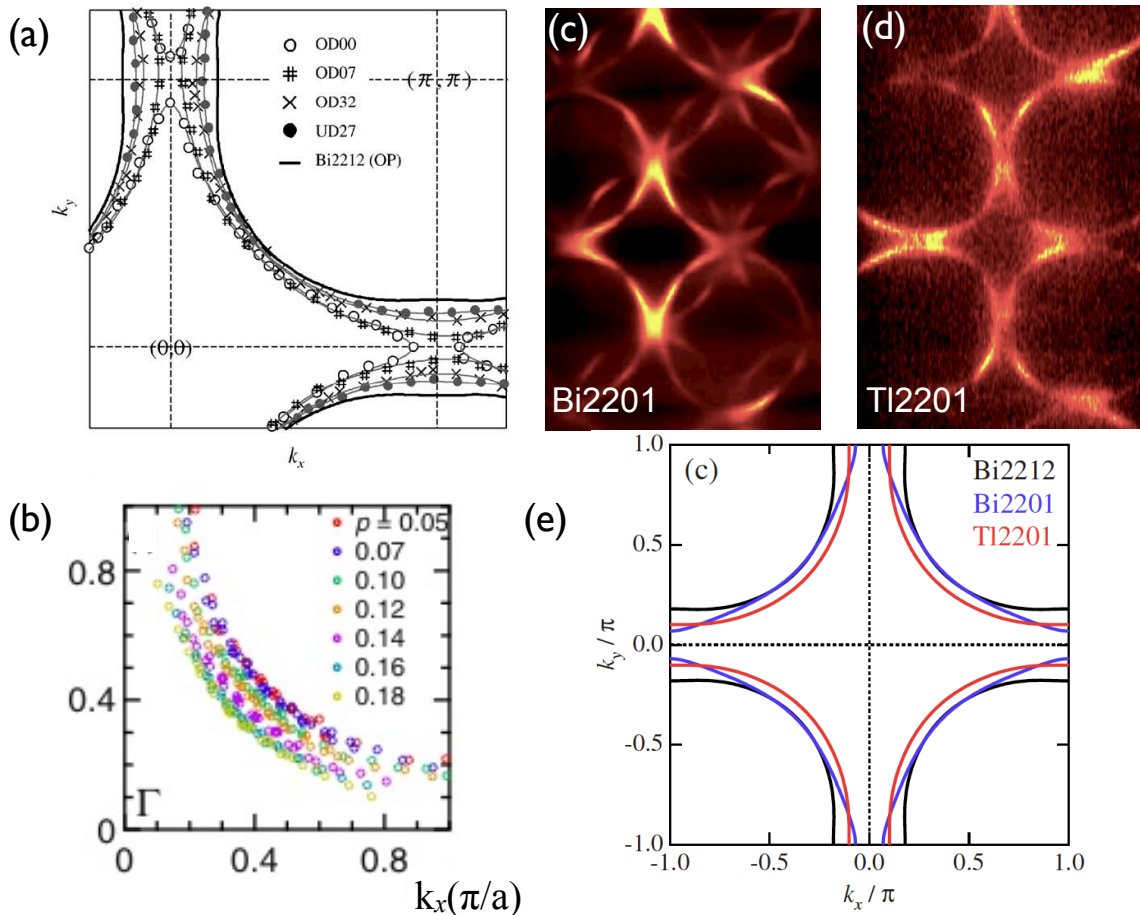 (a)
OD00
OD07
OD32
UD27
Bi2212 (OP)
(π, π)
(0,0)
k_y
k_x
(c)
Bi2201
(d)
Tl2201
(b)
p = 0.05
0.07
0.10
0.12
0.14
0.16
0.18
0.8
0.4
0
Γ
0
0.4
0.8
k_x(π/a)
(e)
(c)
Bi2212
Bi2201
Tl2201
1.0
0.5
0.0
-0.5
-1.0
k_y / π
-1.0
-0.5
0.0
0.5
1.0
k_x / π